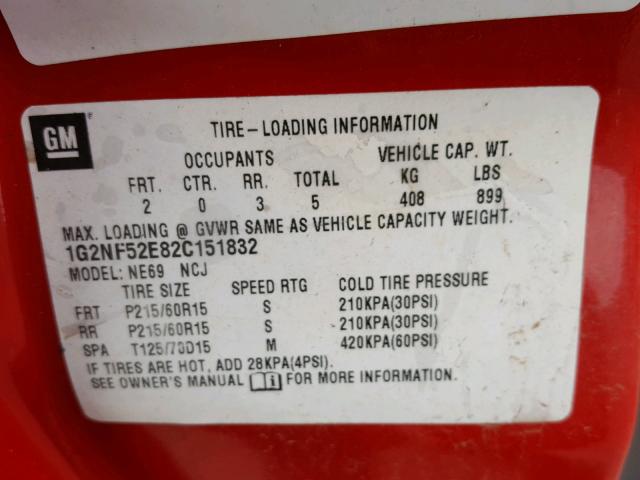 GM
TIRE-LOADING INFORMATION
OCCUPANTS VEHICLE CAP. WT.
FRT. CTR. RR. TOTAL KG LBS
2 0 3 5 408 899
MAX. LOADING @ GVWR SAME AS VEHICLE CAPACITY WEIGHT.
1G2NF52E82C151832
MODEL: NE69 NCJ
TIRE SIZE SPEED RTG COLD TIRE PRESSURE
FRT P215/60R15 S 210KPA(30PSI)
RR P215/60R15 S 210KPA(30PSI)
SPA T125/70D15 M 420KPA(60PSI)
IF TIRES ARE HOT, ADD 28KPA(4PSI).
SEE OWNER'S MANUAL i FOR MORE INFORMATION.